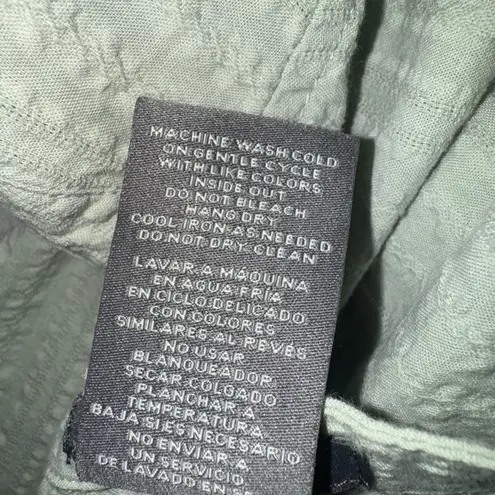 MACHINE WASH COLD
ON GENTLE CYCLE
WITH LIKE COLORS
INSIDE OUT
DO NOT BLEACH
HANG DRY
COOL IRON AS NEEDED
DO NOT DRY CLEAN
LAVAR A MAQUINA
EN AGUA FRIA
EN CICLO DELICADO
CON COLORES
SIMILARES AL REVÉS
NO USAR
BLANQUEADOR
SECAR COLGADO
PLANCHAR A
TEMPERATURA
BAJA SI ES NECESARIO
NO ENVIAR A
UN SERVICIO
DE LAVADO EN